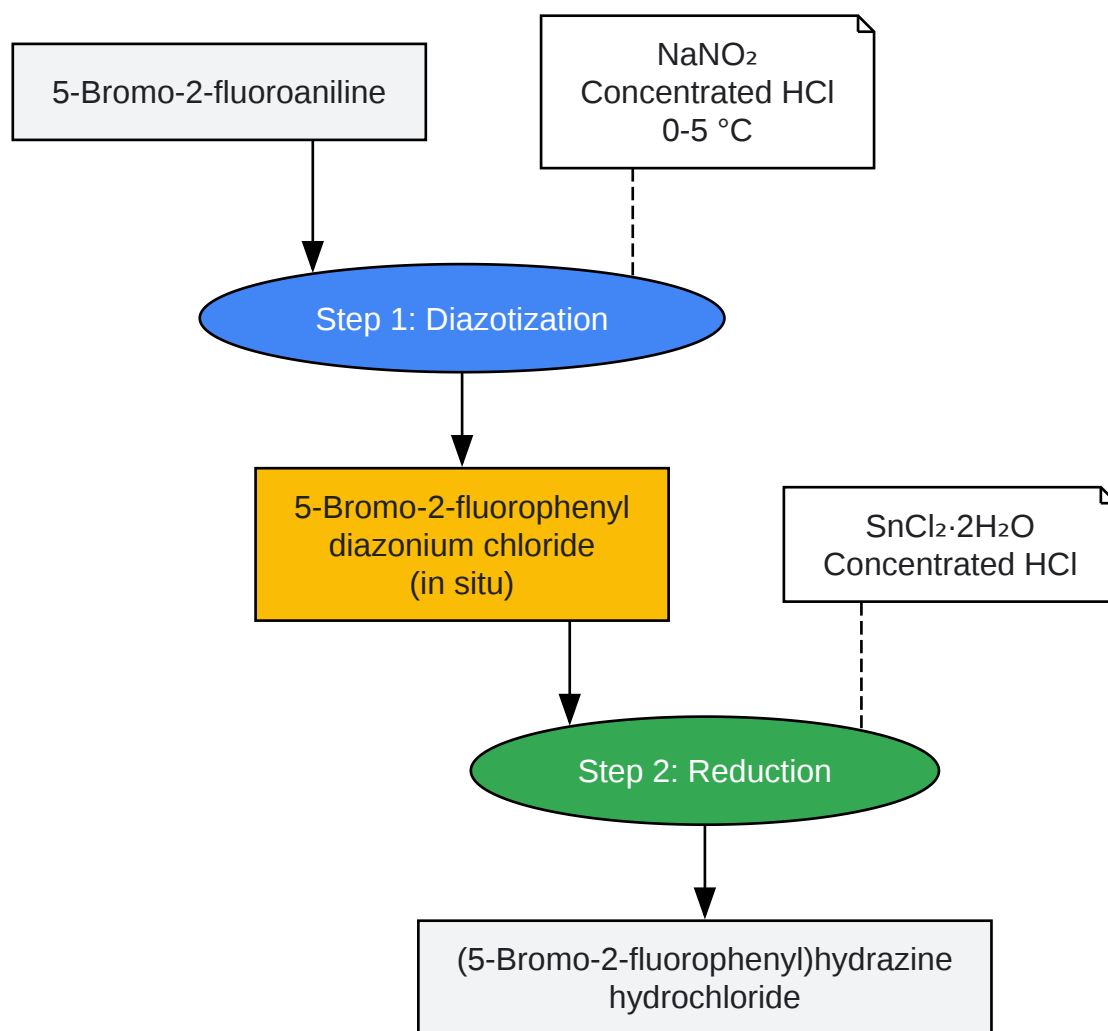 5-Bromo-2-fluoroaniline
NaNO₂
Concentrated HCl
0-5 °C
Step 1: Diazotization
5-Bromo-2-fluorophenyl
diazonium chloride
(in situ)
SnCl₂·2H₂O
Concentrated HCl
Step 2: Reduction
(5-Bromo-2-fluorophenyl)hydrazine
hydrochloride